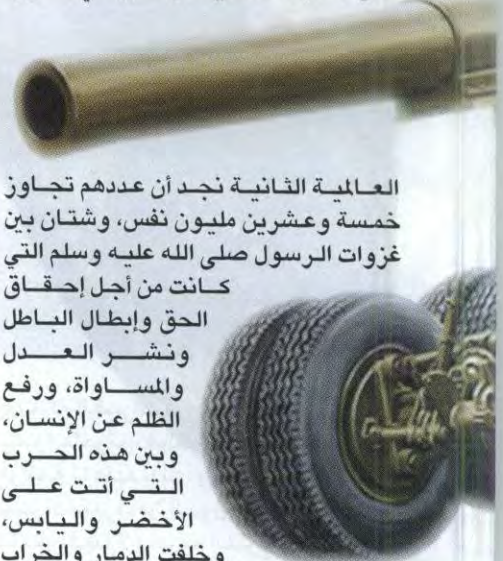 العـالمية الثانية نجد أن عددهم تجاوز
خمسة وعشرين مليون نفس، وشتان بين
غزوات الرسول صلى الله عليه وسلم التي
كانت من أجل إحقاق
الحق وإبطال الباطل
ونشر العدل
والمساواة، ورفع
الظلم عن الإنسان،
وبين هذه الحرب
التي أتت على
الأخضر واليابس،
وخلفت الدمار والخراب